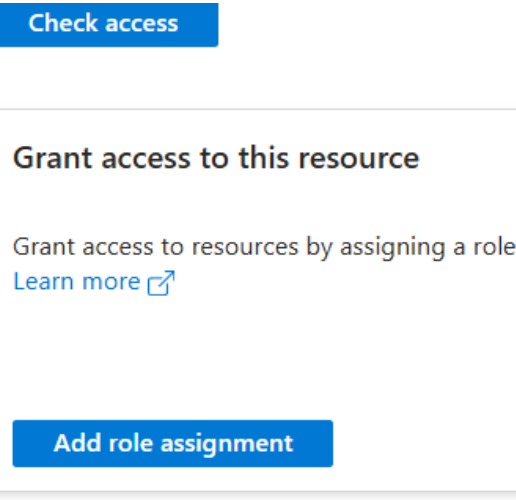 Check access
Grant access to this resource
Grant access to resources by assigning a role
Learn more
Add role assignment